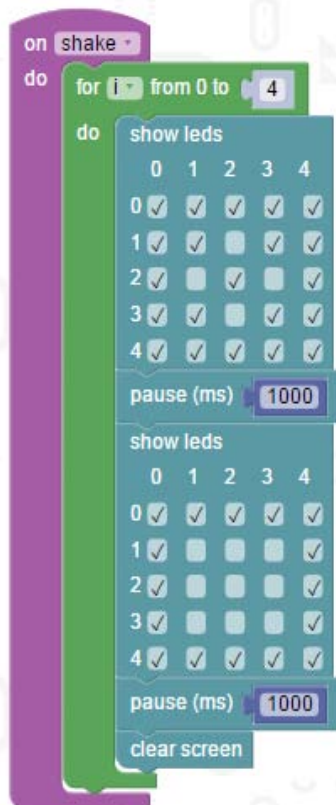 on shake
do for i from 0 to 4
do show leds
0 1 2 3 4
0
1
2
3
4
pause (ms) 1000
show leds
0 1 2 3 4
0
1
2
3
4
pause (ms) 1000
clear screen